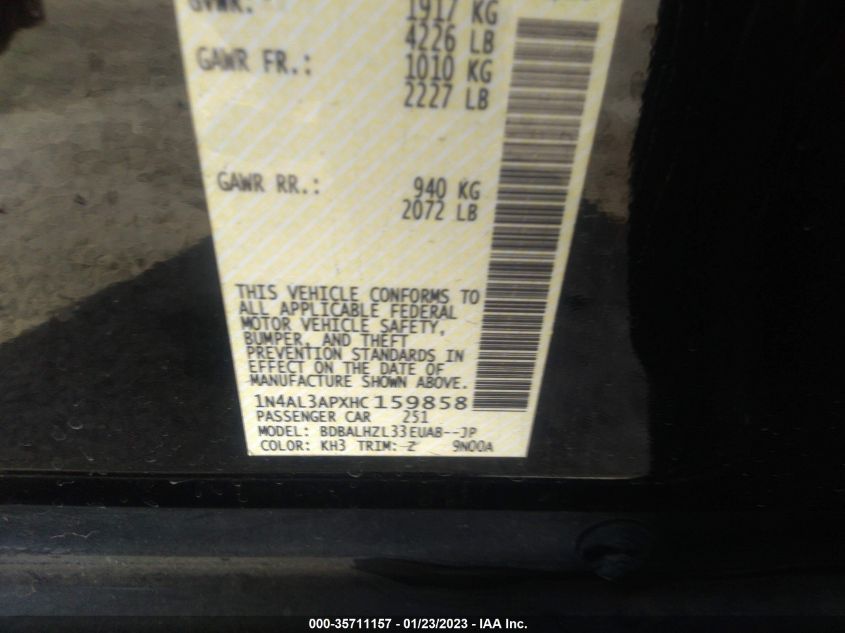 GVWR: 1917 KG
4226 LB
GAWR FR.: 1010 KG
2227 LB
GAWR RR.: 940 KG
2072 LB
THIS VEHICLE CONFORMS TO
ALL APPLICABLE FEDERAL
MOTOR VEHICLE SAFETY,
BUMPER, AND THEFT
PREVENTION STANDARDS IN
EFFECT ON THE DATE OF
MANUFACTURE SHOWN ABOVE.
1N4AL3APXHC159858
PASSENGER CAR 251
MODEL: BDBALHZL33EUAB--JP
COLOR: KH3 TRIM: Z 9N00A
000-35711157 - 01/23/2023 - IAA Inc.